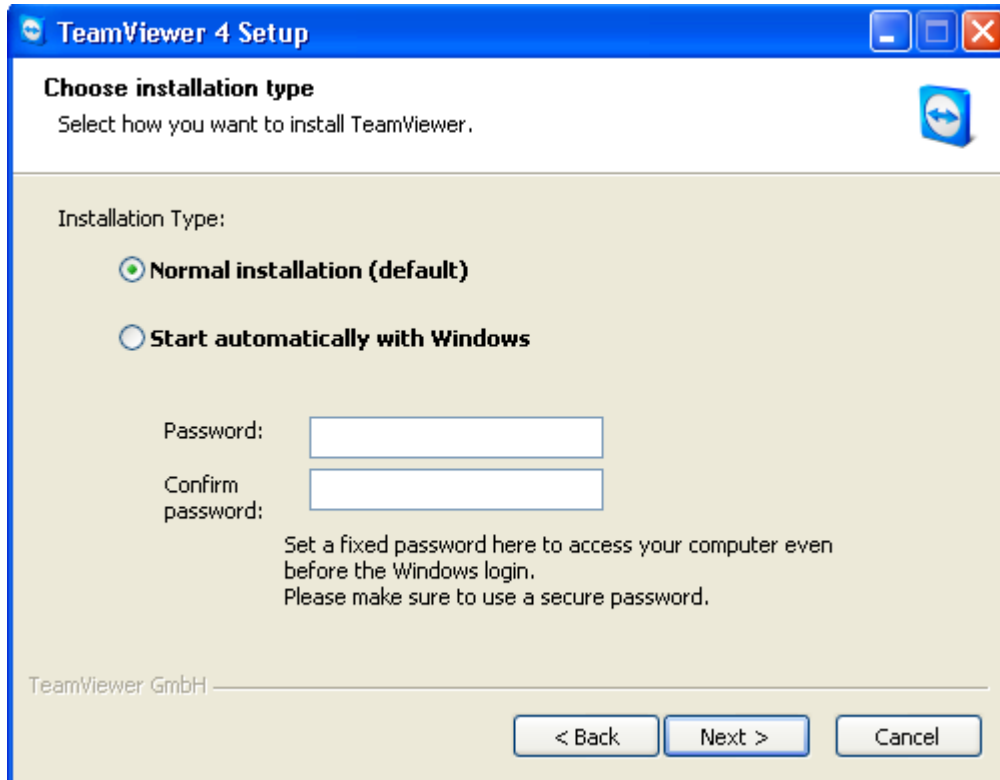 TeamViewer 4 Setup
Choose installation type
Select how you want to install TeamViewer.
Installation Type:
Normal installation (default)
Start automatically with Windows
Password:
Confirm
password:
Set a fixed password here to access your computer even
before the Windows login.
Please make sure to use a secure password.
TeamViewer GmbH
< Back Next > Cancel